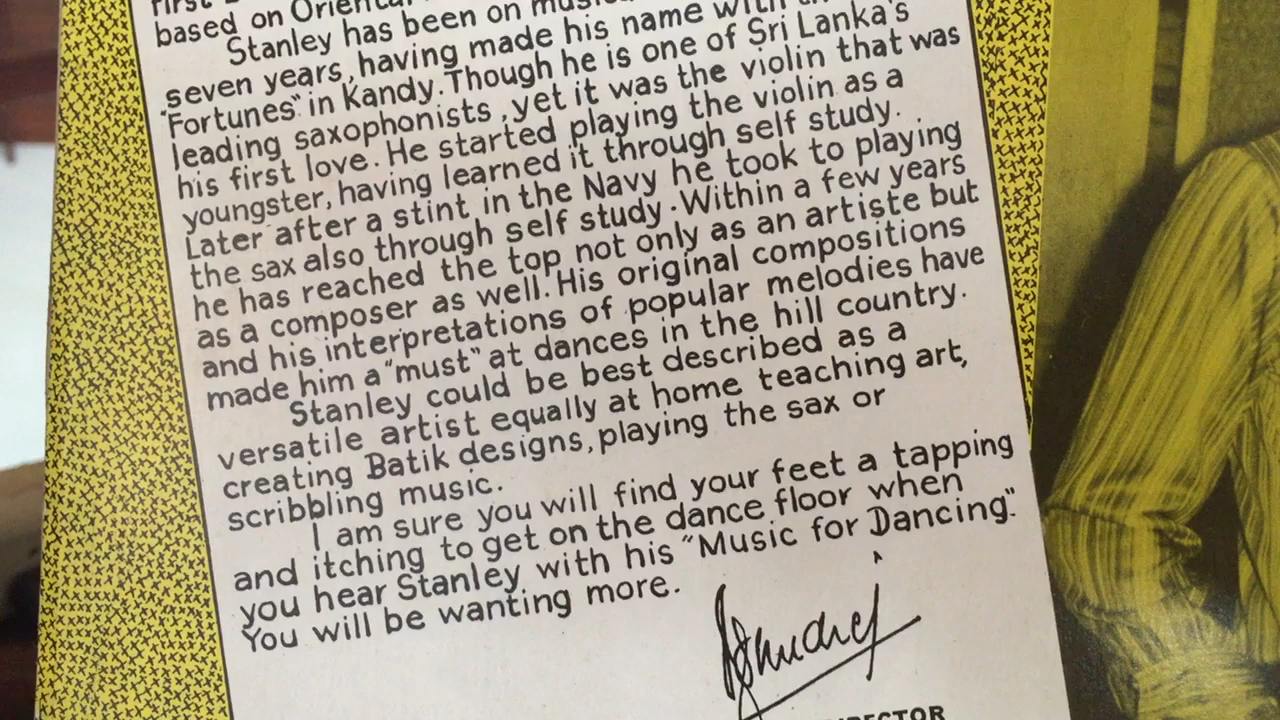 first
based on Oriental
Stanley has been on
seven years, having made his name with
"Fortunes" in Kandy. Though he is one of Sri Lanka's
leading saxophonists, yet it was the violin that was
his first love. He started playing the violin as a
youngster, having learned it through self study.
Later after a stint in the Navy he took to playing
the sax also through self study. Within a few years
he has reached the top not only as an artiste but
as a composer as well. His original compositions
and his interpretations of popular melodies have
made him a "must" at dances in the hill country.
Stanley could be best described as a
versatile artist equally at home teaching art,
creating Batik designs, playing the sax or
scribbling music.
I am sure you will find your feet a tapping
and itching to get on the dance floor when
you hear Stanley with his "Music for Dancing."
You will be wanting more.